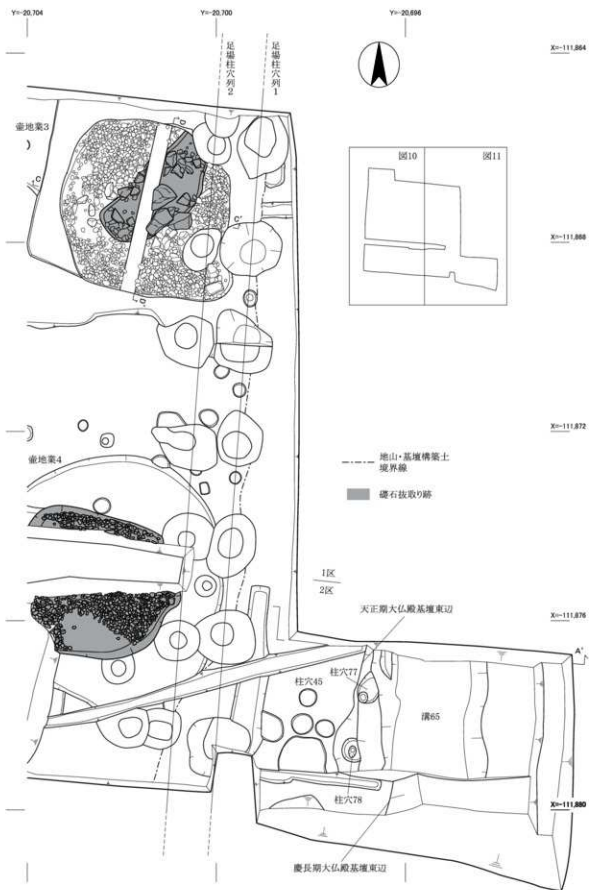 Y=-20,704
Y=-20,700
Y=-20,696
X=-111,864
足場柱穴列2
足場柱穴列1
壺地業3
D
C
C'
D'
図10
図11
X=-111,868
X=-111,872
壺地業4
地山・基壇構築土
境界線
礎石抜取り跡
1区
2区
X=-111,876
天正期大仏殿基壇東辺
A'
柱穴77
柱穴45
溝65
柱穴78
X=-111,880
慶長期大仏殿基壇東辺